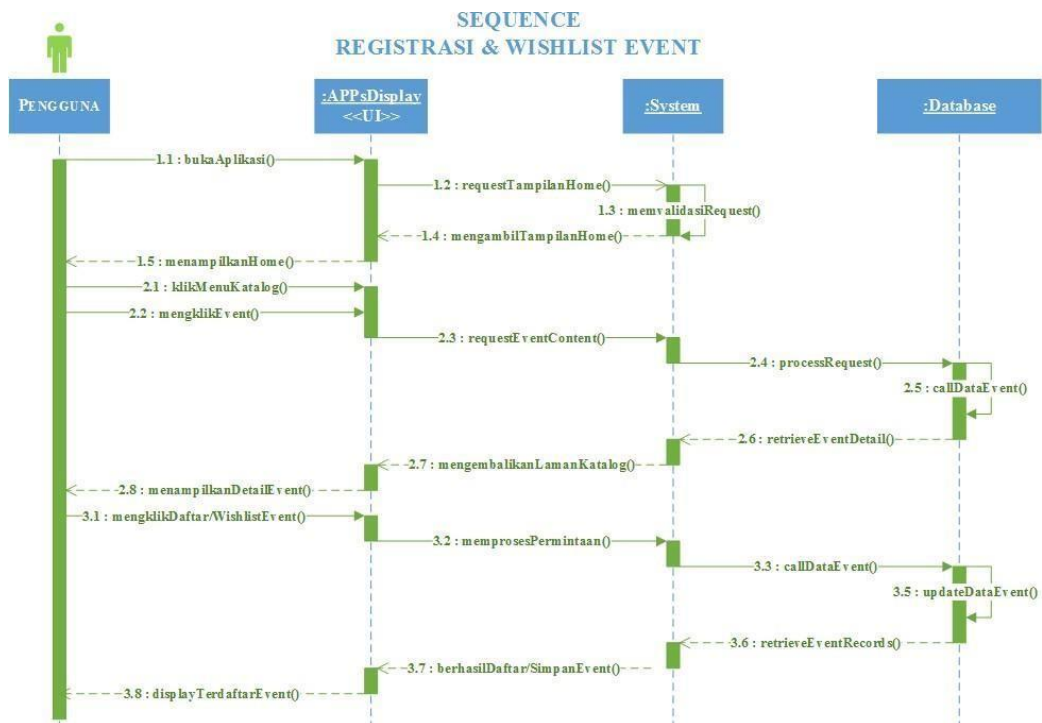 SEQUENCE
REGISTRASI & WISHLIST EVENT
PENGGUNA
:APPsDisplay
<<UI>>
:System
:Database
1.1 : bukaAplikasi()
1.2 : requestTampilanHome()
1.3 : memvalidasiRequest()
1.4 : mengambilTampilanHome()
1.5 : menampilkanHome()
2.1 : klikMenuKatalog()
2.2 : mengklikEvent()
2.3 : requestEventContent()
2.4 : processRequest()
2.5 : callDataEvent()
2.6 : retrieveEventDetail()
2.7 : mengembalikanLamanKatalog()
2.8 : menampilkanDetailEvent()
3.1 : mengklikDaftar/WishlistEvent()
3.2 : memprosesPermintaan()
3.3 : callDataEvent()
3.5 : updateDataEvent()
3.6 : retrieveEventRecords()
3.7 : berhasilDaftar/SimpanEvent()
3.8 : displayTerdaftarEvent()